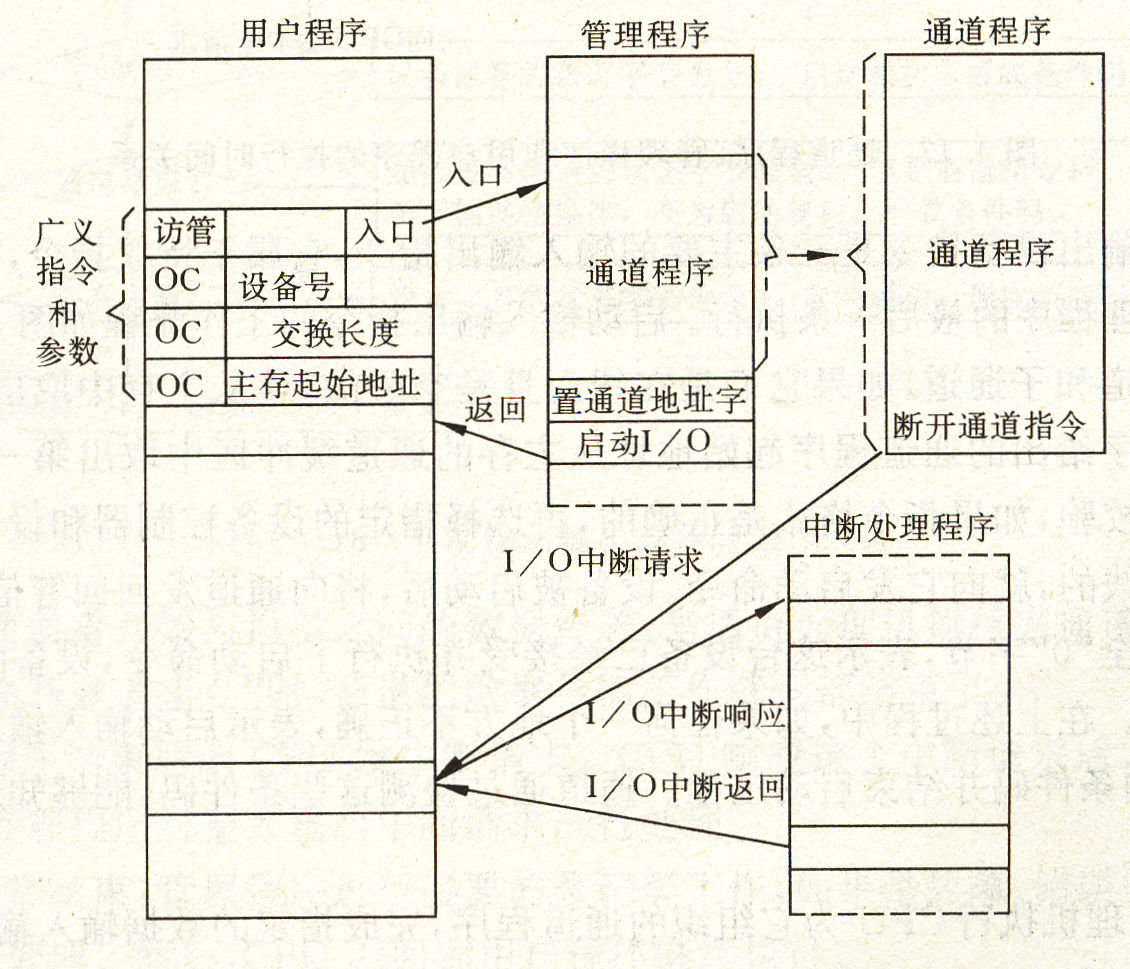 用户程序
管理程序
通道程序
入口
广义
指令
和
参数
访管 入口
OC 设备号
OC 交换长度
OC 主存起始地址
通道程序
置通道地址字
启动I/O
返回
通道程序
断开通道指令
I/O中断请求
中断处理程序
I/O中断响应
I/O中断返回